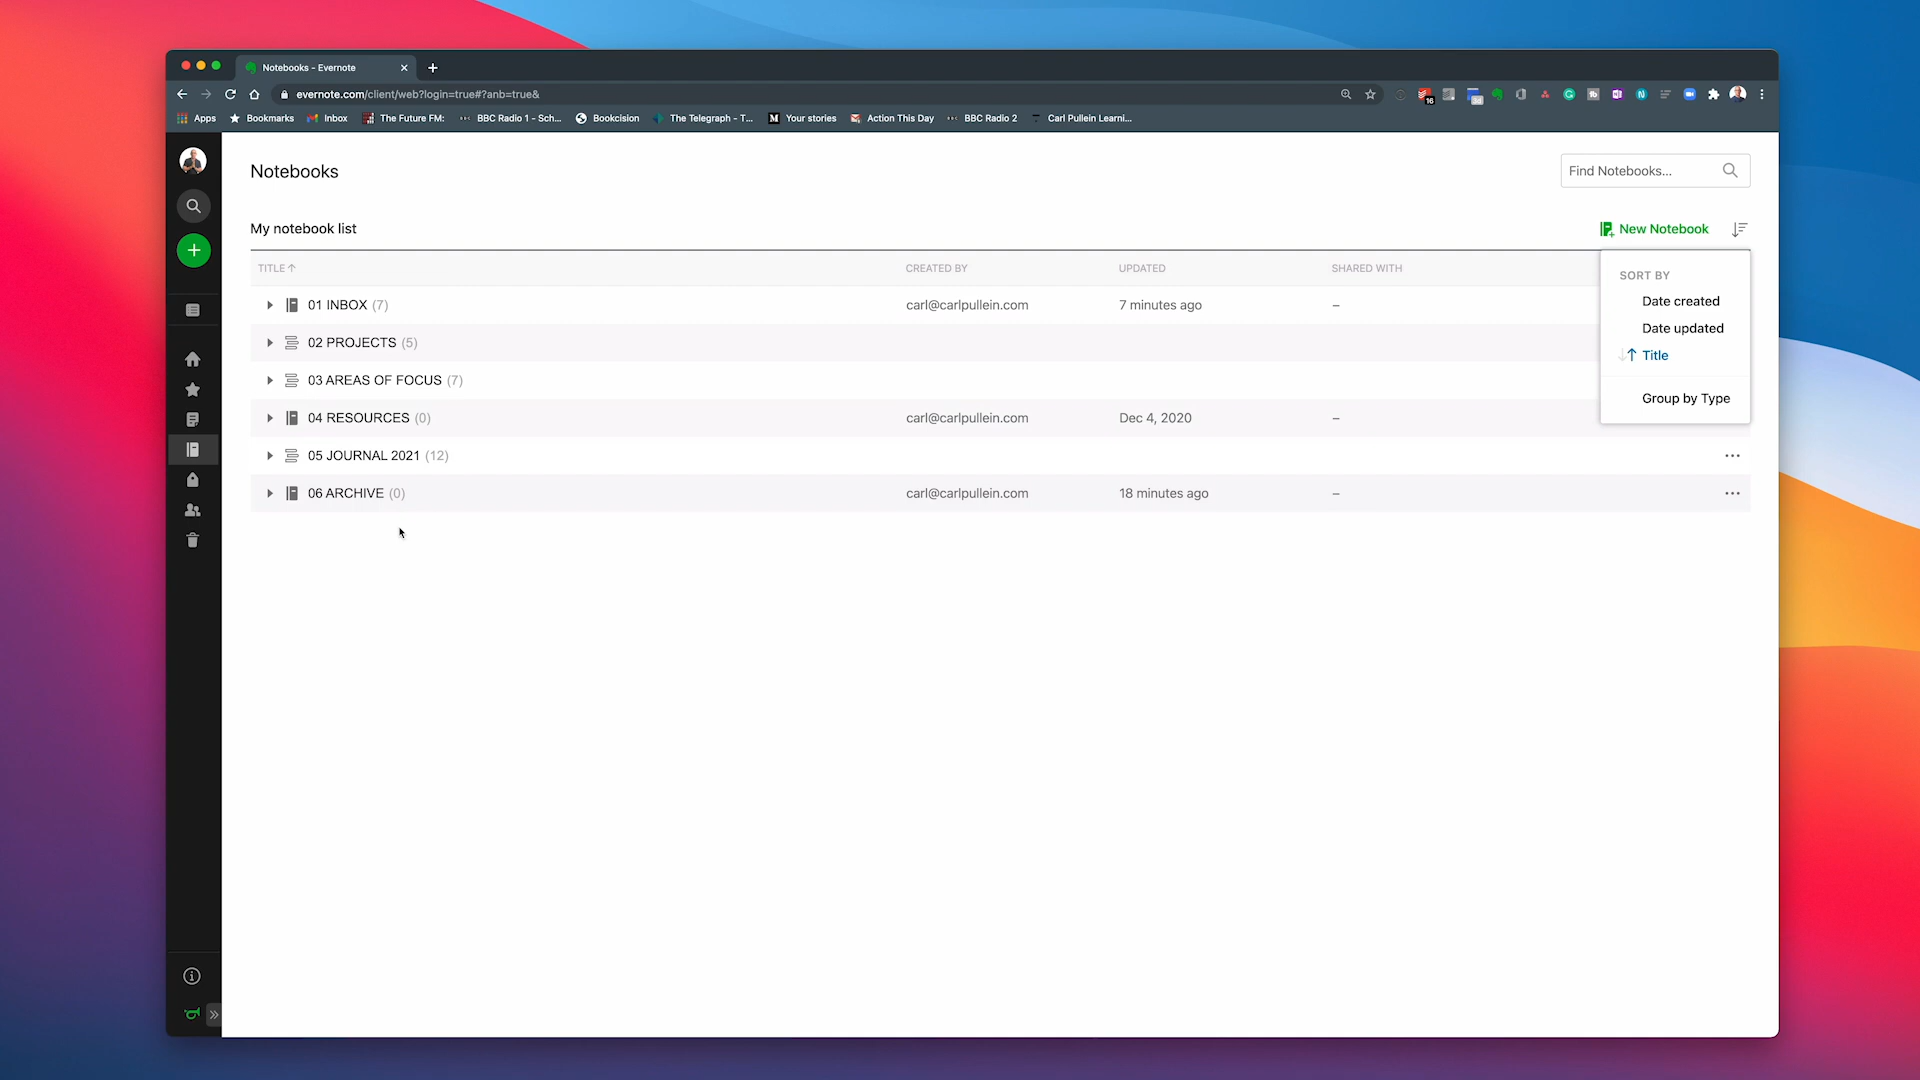 Notebooks - Evernote
evernote.com/client/web?login=true#?anb=true&
16
Apps Bookmarks Inbox The Future FM: BBC Radio 1 - Sch... Bookcision The Telegraph - T... Your stories Action This Day BBC Radio 2 Carl Pullein Learni...
Notebooks
Find Notebooks...
My notebook list
New Notebook
TITLE CREATED BY UPDATED SHARED WITH
01 INBOX (7) carl@carlpullein.com 7 minutes ago –
02 PROJECTS (5)
03 AREAS OF FOCUS (7)
04 RESOURCES (0) carl@carlpullein.com Dec 4, 2020 –
05 JOURNAL 2021 (12)
06 ARCHIVE (0) carl@carlpullein.com 18 minutes ago –
SORT BY
Date created
Date updated
Title
Group by Type